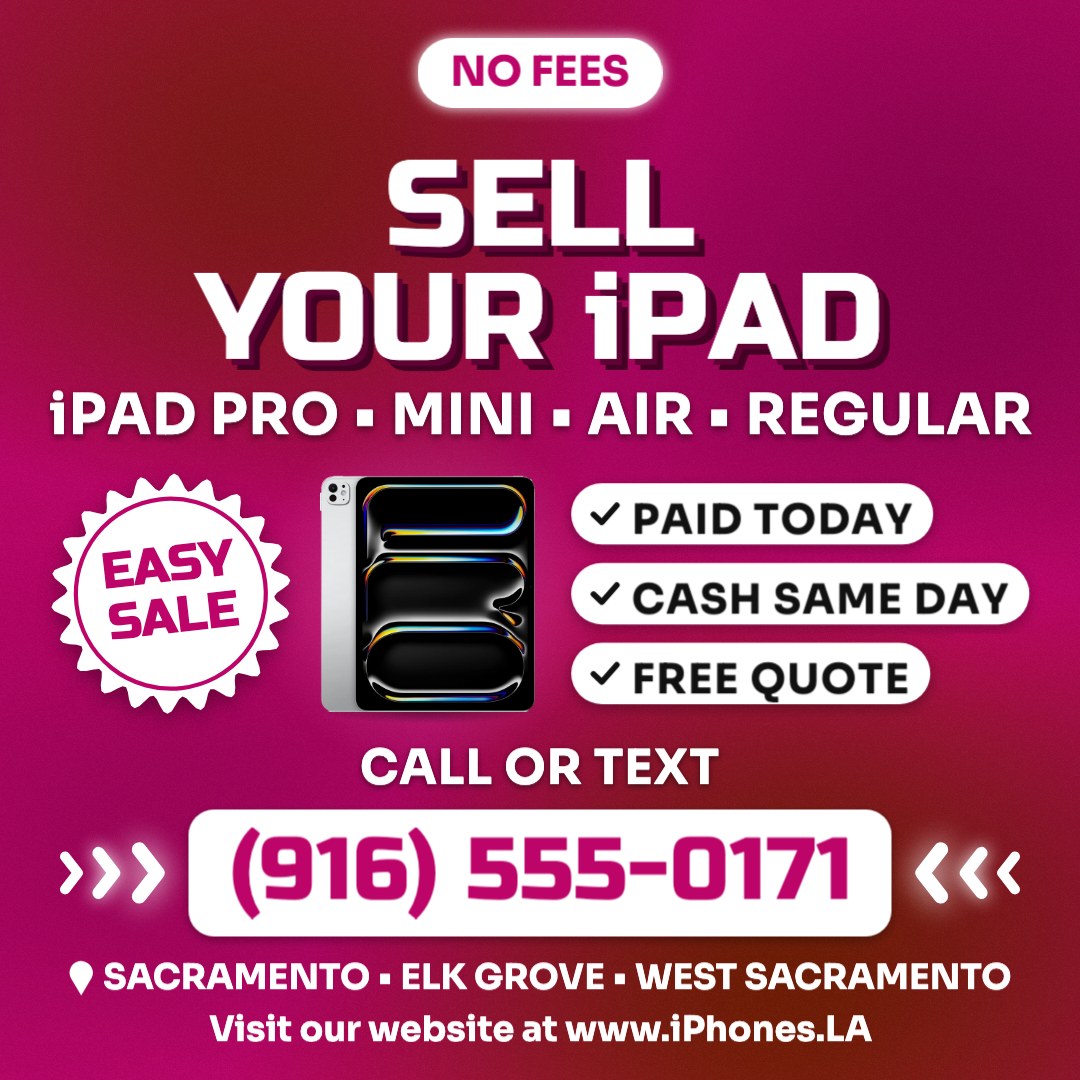 NO FEES
SELL
YOUR iPAD
iPAD PRO ▪ MINI ▪ AIR ▪ REGULAR
EASY
SALE
✓ PAID TODAY
✓ CASH SAME DAY
✓ FREE QUOTE
CALL OR TEXT
(916) 555-0171
SACRAMENTO ▪ ELK GROVE ▪ WEST SACRAMENTO
Visit our website at www.iPhones.LA